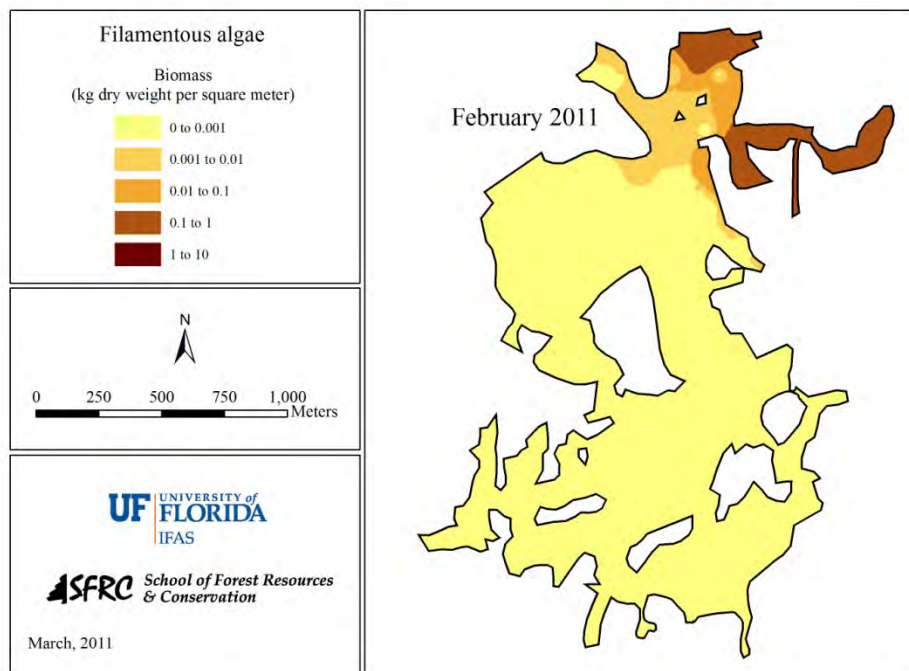 Filamentous algae
Biomass
(kg dry weight per square meter)
0 to 0.001
0.001 to 0.01
0.01 to 0.1
0.1 to 1
1 to 10
February 2011
N
0 250 500 750 1,000
Meters
UF UNIVERSITY of
FLORIDA
IFAS
SFRC School of Forest Resources
& Conservation
March, 2011